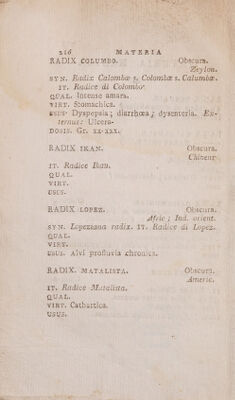 216 MATERIA
RADIX COLUMBO. Obscura.
Zeylon.
SYN. Radix Calombæ s. Colombæ s. Calumbæ.
IT. Radice di Colombo.
QUAL. Intense amara.
VIRT. Stomachica.
USUS. Dyspepsia; diarrhœa; dysenteria. Ex-
ternus: Ulcera.
DOSIS. Gr. xx-xxx.
RADIX IKAN. Obscura.
Chinens.
IT. Radice Ikan.
QUAL.
VIRT.
USUS.
RADIX LOPEZ. Obscura.
Afric; Ind. orient.
SYN. Lopeziana radix. IT. Radice di Lopez.
QUAL.
VIRT.
USUS. Alvi profluvia chronica.
RADIX. MATALISTA. Obscura.
Americ.
IT. Radice Matalista.
QUAL.
VIRT. Cathartica.
USUS.